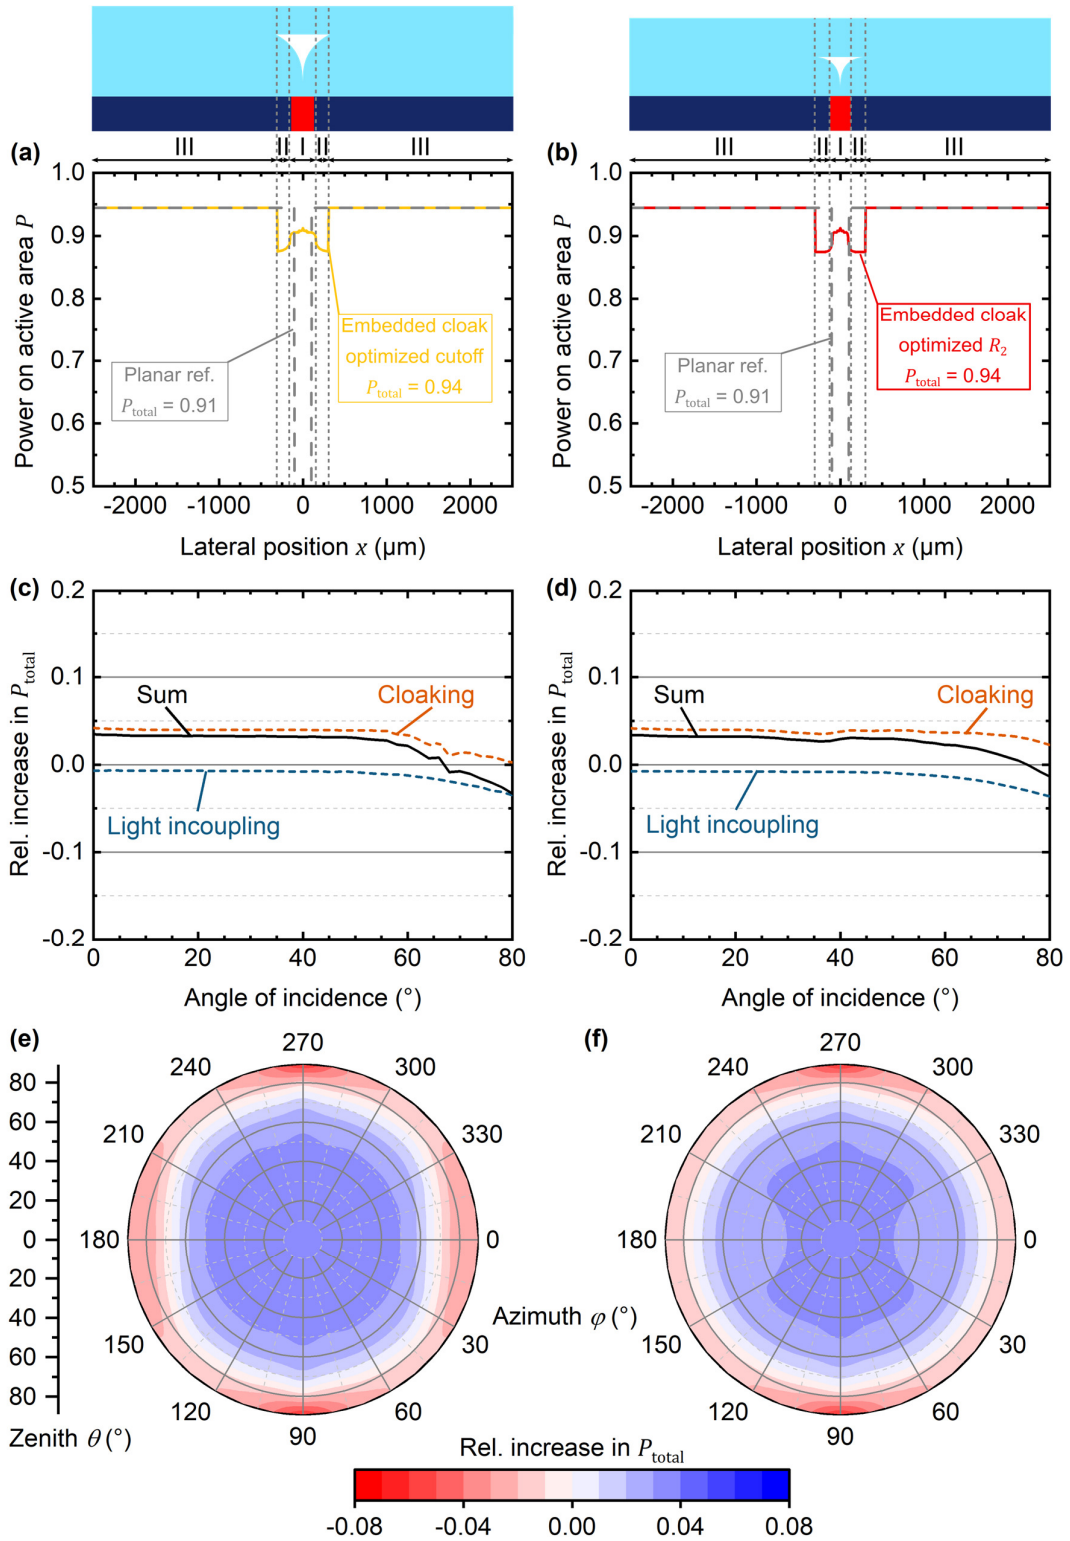 III II I II III
(a)
1.0
0.9
0.8
0.7
0.6
0.5
Power on active area P
Embedded cloak
optimized cutoff
Ptotal = 0.94
Planar ref.
Ptotal = 0.91
-2000 -1000 0 1000 2000
Lateral position x (µm)
III II I II III
(b)
1.0
0.9
0.8
0.7
0.6
0.5
Power on active area P
Embedded cloak
optimized R2
Ptotal = 0.94
Planar ref.
Ptotal = 0.91
-2000 -1000 0 1000 2000
Lateral position x (µm)
(c)
0.2
0.1
0.0
-0.1
-0.2
Rel. increase in Ptotal
Sum
Cloaking
Light incoupling
0 20 40 60 80
Angle of incidence (°)
(d)
0.2
0.1
0.0
-0.1
-0.2
Rel. increase in Ptotal
Sum
Cloaking
Light incoupling
0 20 40 60 80
Angle of incidence (°)
(e)
80
60
40
20
0
20
40
60
80
Zenith θ (°)
270
240 300
210 330
180 0
150 30
120 60
90
Azimuth φ (°)
(f)
270
240 300
210 330
180 0
150 30
120 60
90
Rel. increase in Ptotal
-0.08 -0.04 0.00 0.04 0.08